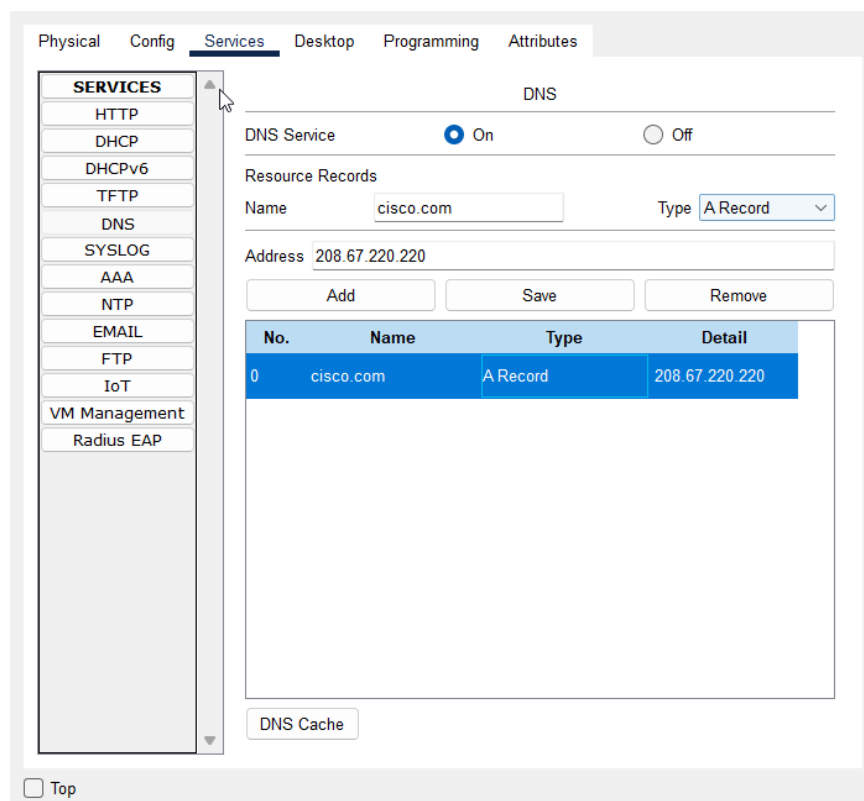 Physical Config Services Desktop Programming Attributes
SERVICES
HTTP
DHCP
DHCPv6
TFTP
DNS
SYSLOG
AAA
NTP
EMAIL
FTP
IoT
VM Management
Radius EAP
DNS
DNS Service On Off
Resource Records
Name cisco.com Type A Record
Address 208.67.220.220
Add Save Remove
No. Name Type Detail
0 cisco.com A Record 208.67.220.220
DNS Cache
Top